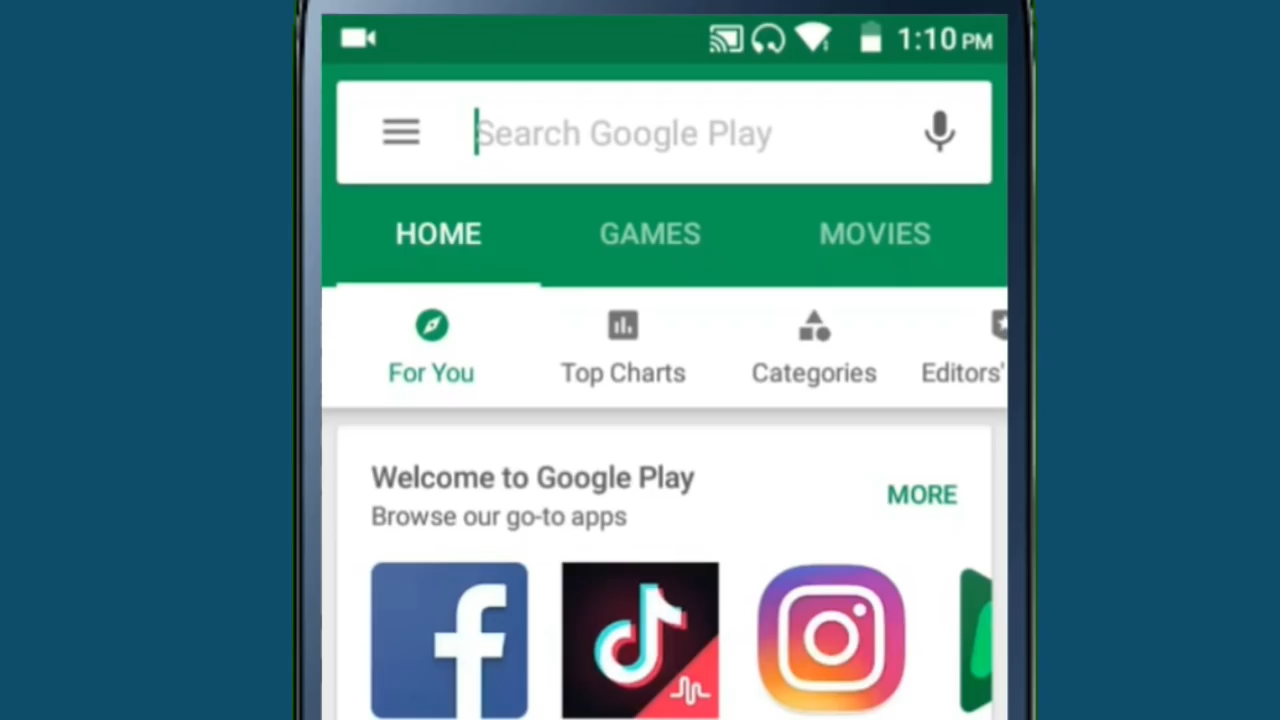 1:10 PM
Search Google Play
HOME GAMES MOVIES
For You Top Charts Categories Editors'
Welcome to Google Play
MORE
Browse our go-to apps